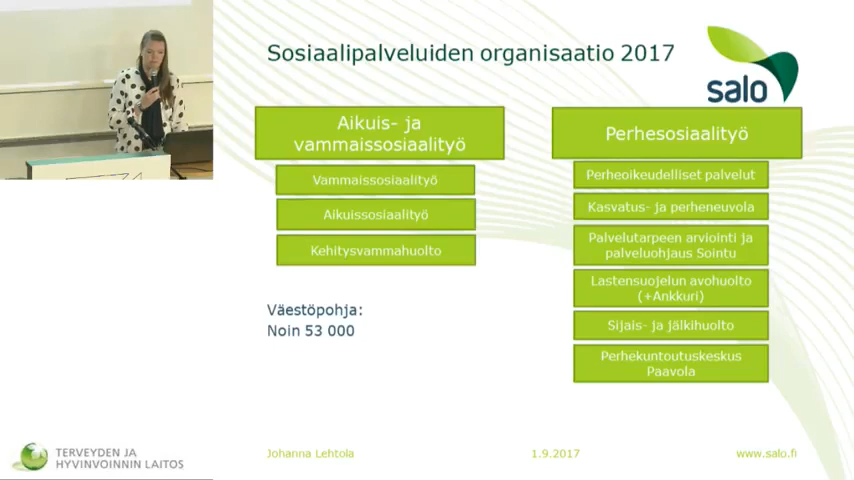 Sosiaalipalveluiden organisaatio 2017
salo
Aikuis- ja
vammaissosiaalityö
Vammaissosiaalityö
Aikuissosiaalityö
Kehitysvammahuolto
Perhesosiaalityö
Perheoikeudelliset palvelut
Kasvatus- ja perheneuvola
Palvelutarpeen arviointi ja
palveluohjaus Sointu
Lastensuojelun avohuolto
(+Ankkuri)
Sijais- ja jälkihuolto
Perhekuntoutuskeskus
Paavola
Väestöpohja:
Noin 53 000
TERVEYDEN JA
HYVINVOINNIN LAITOS
Johanna Lehtola
1.9.2017
www.salo.fi